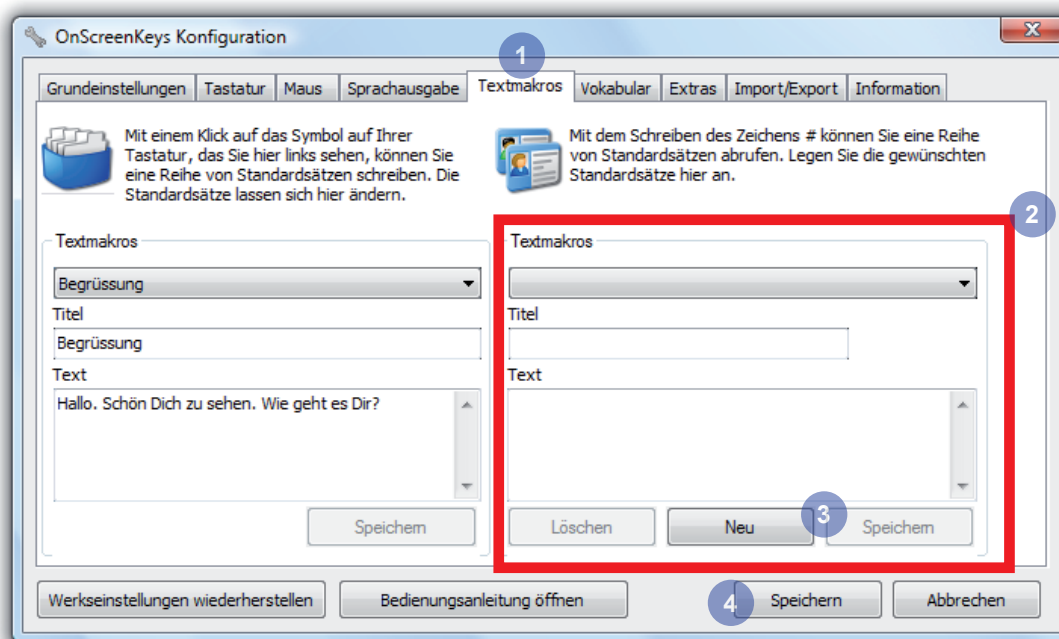 OnScreenKeys Konfiguration
1
Grundeinstellungen Tastatur Maus Sprachausgabe Textmakros Vokabular Extras Import/Export Information
Mit einem Klick auf das Symbol auf Ihrer
Tastatur, das Sie hier links sehen, können Sie
eine Reihe von Standardsätzen schreiben. Die
Standardsätze lassen sich hier ändern.
Mit dem Schreiben des Zeichens # können Sie eine Reihe
von Standardsätzen abrufen. Legen Sie die gewünschten
Standardsätze hier an.
2
Textmakros
Begrüssung
Titel
Begrüssung
Text
Hallo. Schön Dich zu sehen. Wie geht es Dir?
Speichern
Textmakros
Titel
Text
Löschen Neu 3 Speichern
Werkseinstellungen wiederherstellen Bedienungsanleitung öffnen 4 Speichern Abbrechen